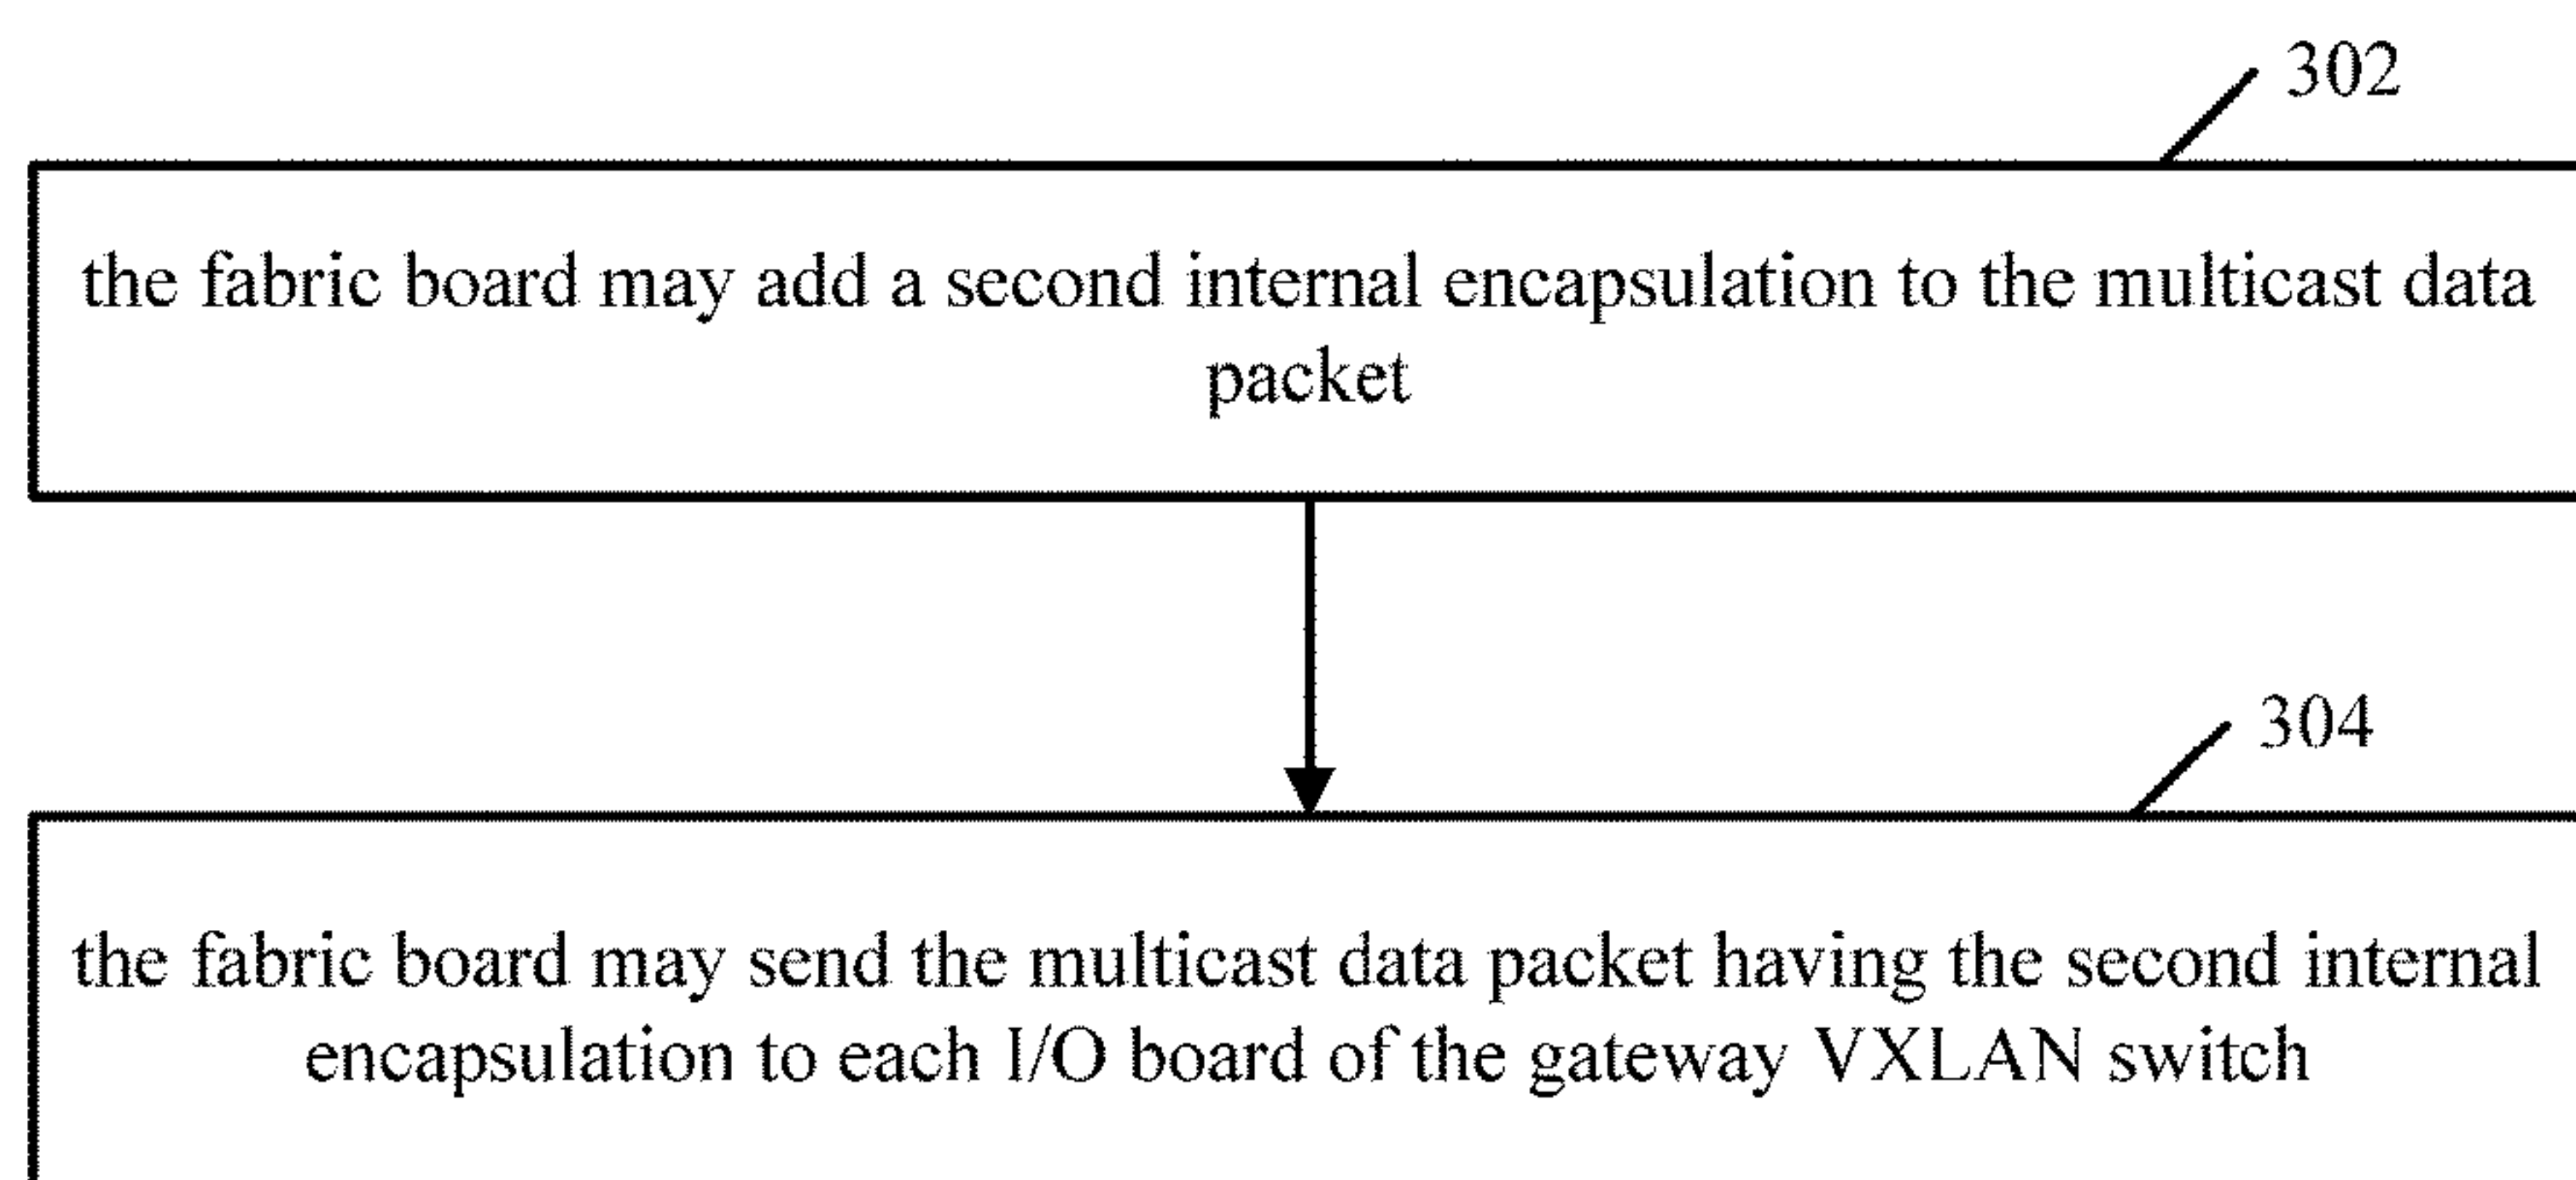 302
the fabric board may add a second internal encapsulation to the multicast data
packet
304
the fabric board may send the multicast data packet having the second internal
encapsulation to each I/O board of the gateway VXLAN switch